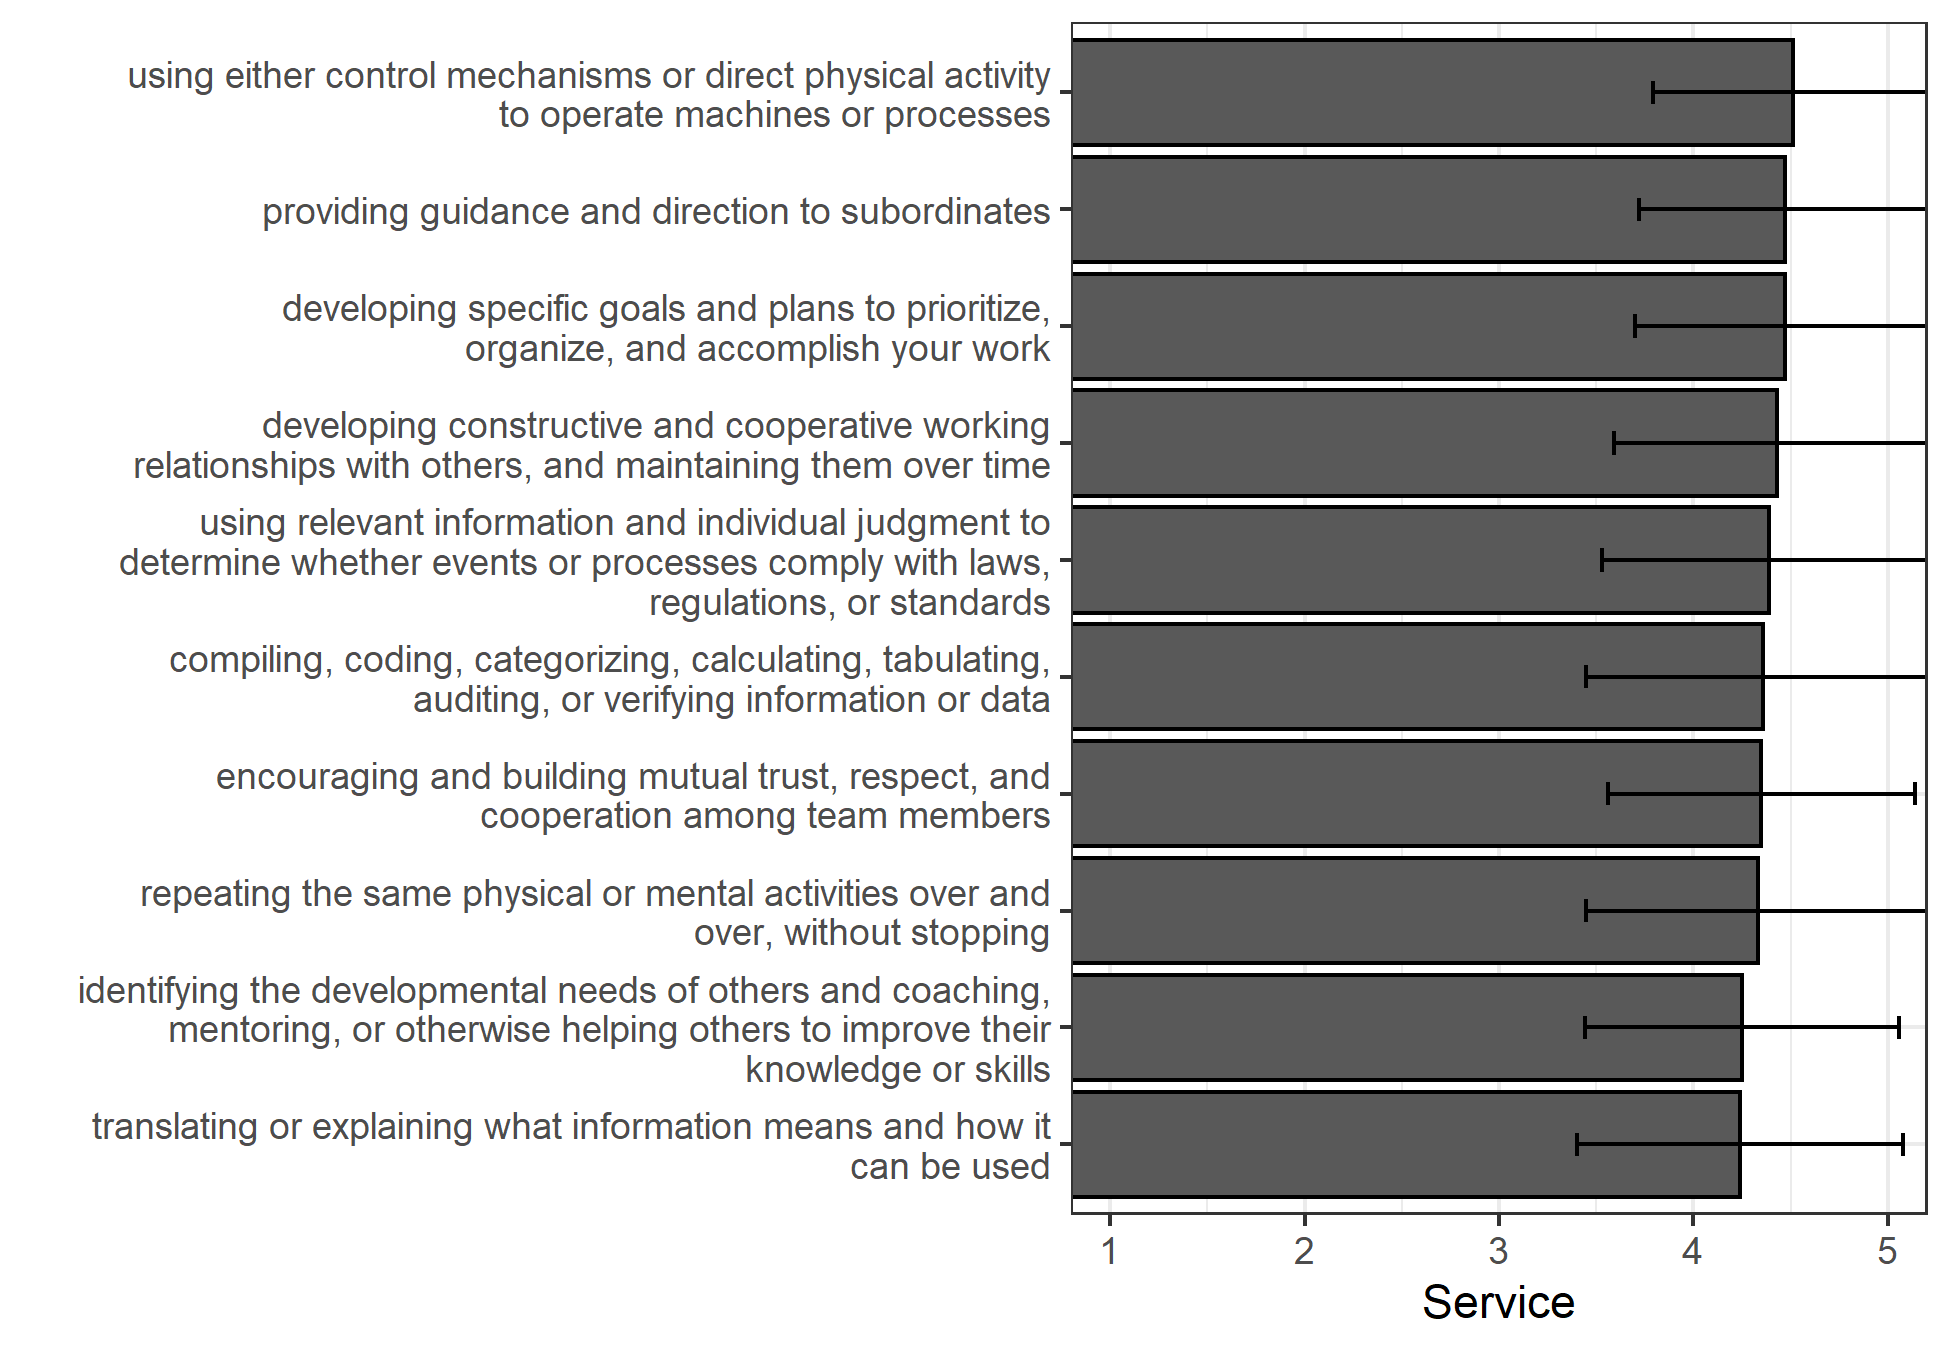 using either control mechanisms or direct physical activity
to operate machines or processes
providing guidance and direction to subordinates
developing specific goals and plans to prioritize,
organize, and accomplish your work
developing constructive and cooperative working
relationships with others, and maintaining them over time
using relevant information and individual judgment to
determine whether events or processes comply with laws,
regulations, or standards
compiling, coding, categorizing, calculating, tabulating,
auditing, or verifying information or data
encouraging and building mutual trust, respect, and
cooperation among team members
repeating the same physical or mental activities over and
over, without stopping
identifying the developmental needs of others and coaching,
mentoring, or otherwise helping others to improve their
knowledge or skills
translating or explaining what information means and how it
can be used
1 2 3 4 5
Service